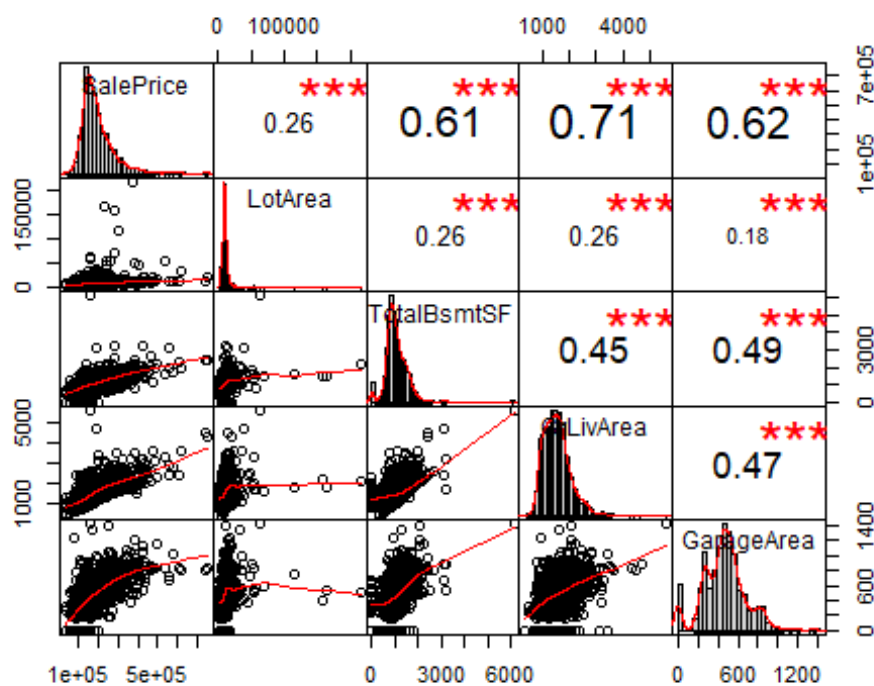 0 100000 1000 4000
SalePrice *** 0.26 *** 0.61 *** 0.71 *** 0.62 1e+05 7e+05
0 150000 LotArea *** 0.26 *** 0.26 *** 0.18
TotalBsmtSF *** 0.45 *** 0.49 0 3000
1000 5000 LivArea *** 0.47
GarageArea 0 600 1400
1e+05 5e+05 0 3000 6000 0 600 1200